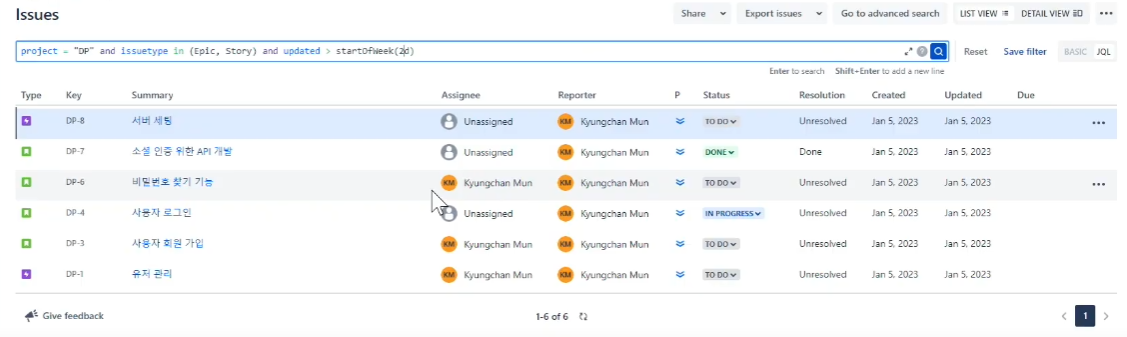 Issues
Share Export issues Go to advanced search LIST VIEW DETAIL VIEW
project = "DP" and issuetype in (Epic, Story) and updated > startOfWeek(2d)
Reset Save filter BASIC JQL
Enter to search Shift+Enter to add a new line
Type Key Summary Assignee Reporter P Status Resolution Created Updated Due
DP-8 서버 세팅 Unassigned KM Kyungchan Mun TO DO Unresolved Jan 5, 2023 Jan 5, 2023
DP-7 소셜 인증 위한 API 개발 Unassigned KM Kyungchan Mun DONE Done Jan 5, 2023 Jan 5, 2023
DP-6 비밀번호 찾기 기능 KM Kyungchan Mun KM Kyungchan Mun TO DO Unresolved Jan 5, 2023 Jan 5, 2023
DP-4 사용자 로그인 Unassigned KM Kyungchan Mun IN PROGRESS Unresolved Jan 5, 2023 Jan 5, 2023
DP-3 사용자 회원 가입 KM Kyungchan Mun KM Kyungchan Mun TO DO Unresolved Jan 5, 2023 Jan 5, 2023
DP-1 유저 관리 KM Kyungchan Mun KM Kyungchan Mun TO DO Unresolved Jan 5, 2023 Jan 5, 2023
Give feedback 1-6 of 6 1